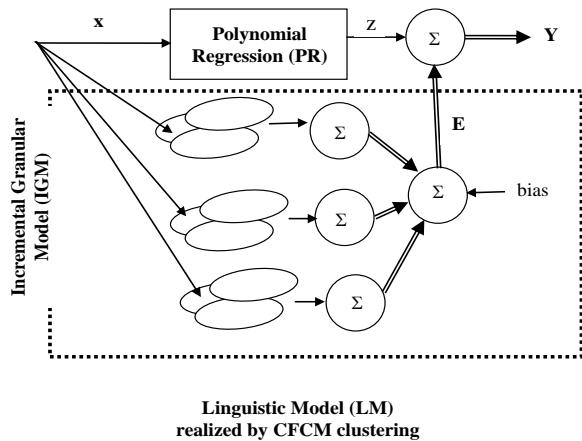 x
Polynomial
Regression (PR)
z
Σ
Y
E
Incremental Granular
Model (IGM)
Σ
Σ
Σ
Σ
bias
Linguistic Model (LM)
realized by CFCM clustering